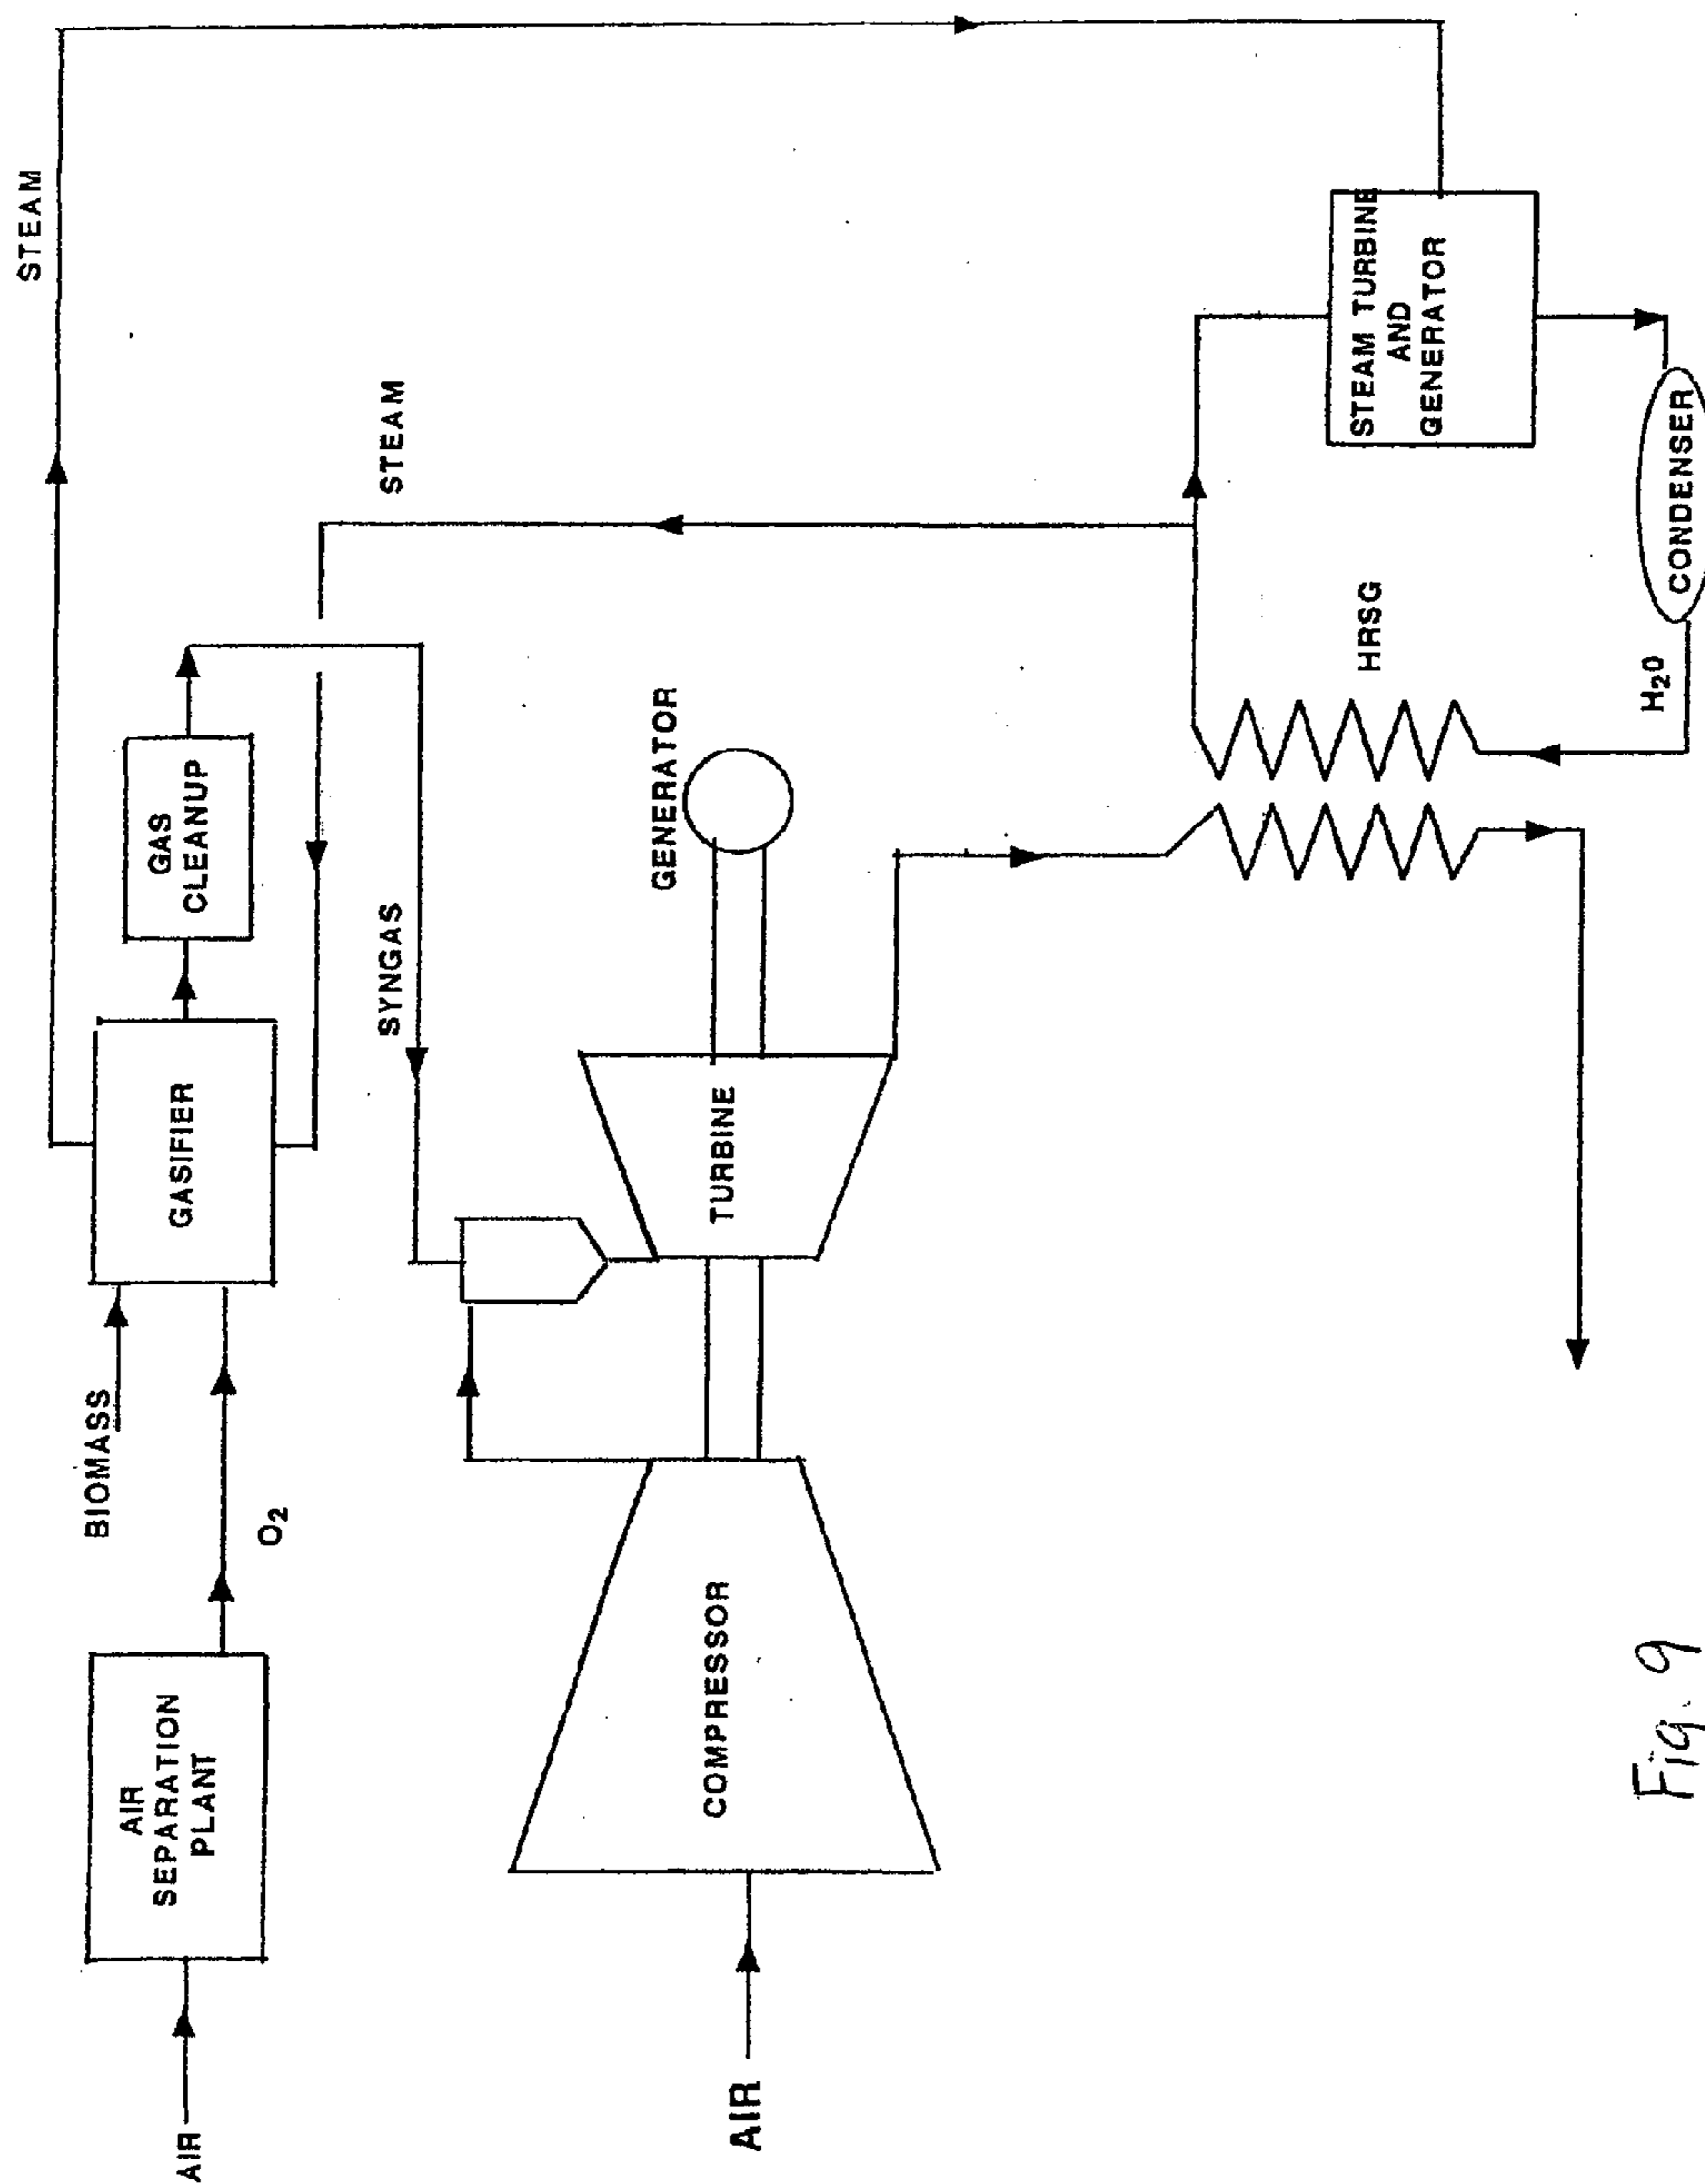 STEAM
GAS
CLEANUP
STEAM
BIOMASS
GASIFIER
AIR
AIR
SEPARATION
PLANT
O₂
SYNGAS
GENERATOR
TURBINE
COMPRESSOR
AIR
HRSG
STEAM TURBINE
AND
GENERATOR
H₂O
CONDENSER
Fig. 9